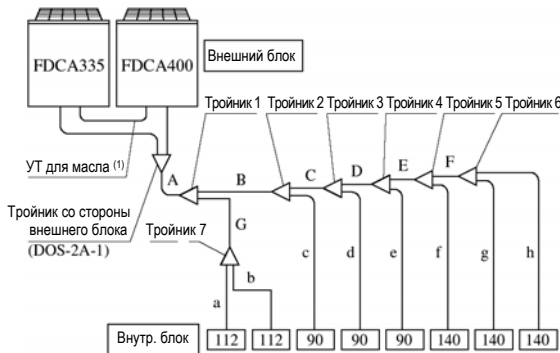 FDCA335 FDCA400 Внешний блок
Тройник 1 Тройник 2 Тройник 3 Тройник 4 Тройник 5 Тройник 6
УТ для масла (1)
A B C D E F
Тройник со стороны
внешнего блока
(DOS-2A-1)
Тройник 7
G
a b c d e f g h
Внутр. блок 112 112 90 90 90 140 140 140